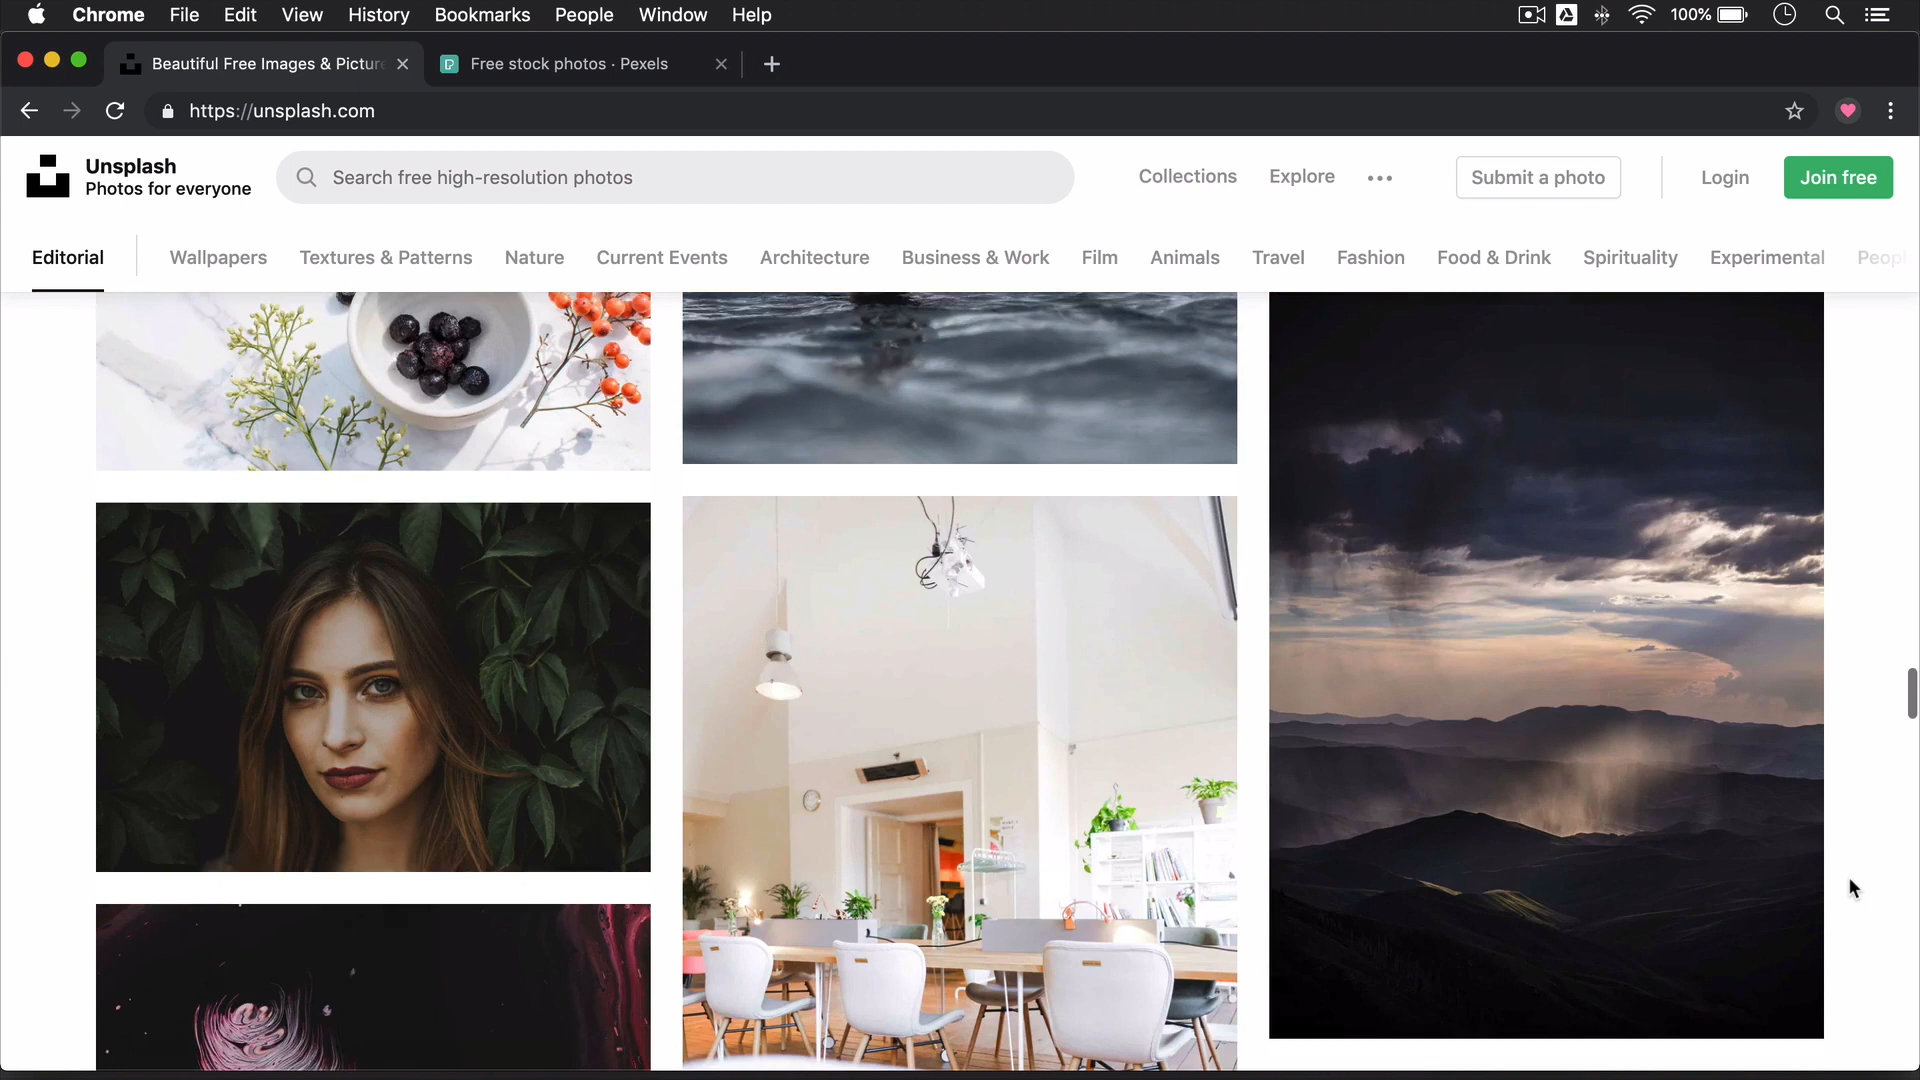 Chrome File Edit View History Bookmarks People Window Help 100%
Beautiful Free Images & Picture Free stock photos · Pexels
https://unsplash.com
Unsplash
Photos for everyone
Search free high-resolution photos
Collections Explore Submit a photo Login Join free
Editorial Wallpapers Textures & Patterns Nature Current Events Architecture Business & Work Film Animals Travel Fashion Food & Drink Spirituality Experimental Peop